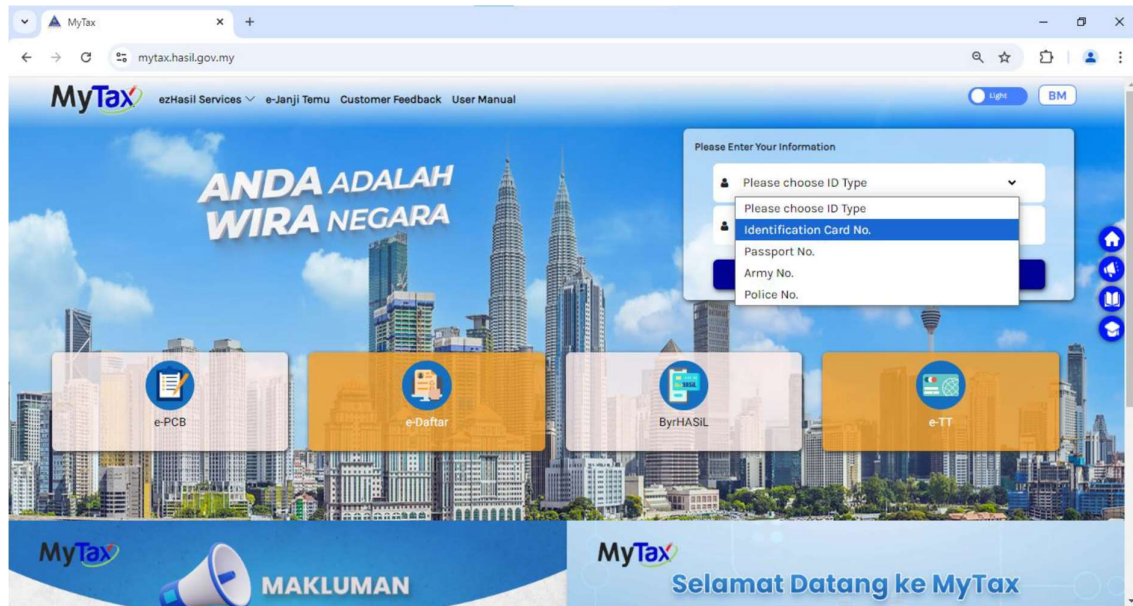 MyTax
mytax.hasil.gov.my
MyTax
ezHasil Services
e-Janji Temu
Customer Feedback
User Manual
Light
BM
ANDA ADALAH
WIRA NEGARA
Please Enter Your Information
Please choose ID Type
Please choose ID Type
Identification Card No.
Passport No.
Army No.
Police No.
e-PCB
e-Daftar
ByrHASiL
e-TT
MyTax
MAKLUMAN
MyTax
Selamat Datang ke MyTax